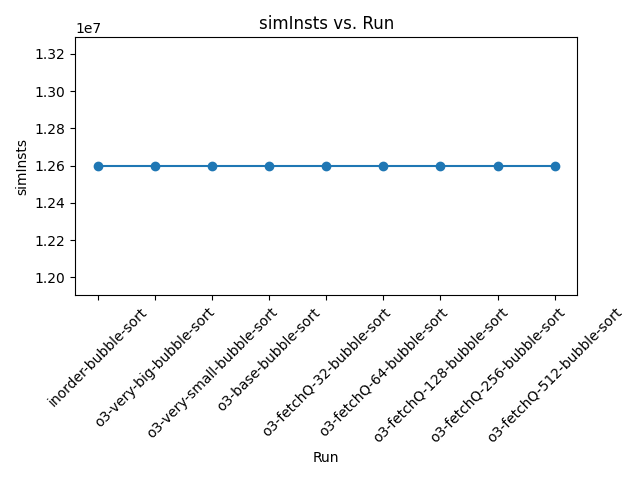 simInsts vs. Run
1e7
1.32
1.30
1.28
1.26
1.24
1.22
1.20
simInsts
inorder-bubble-sort
o3-very-big-bubble-sort
o3-very-small-bubble-sort
o3-base-bubble-sort
o3-fetchQ-32-bubble-sort
o3-fetchQ-64-bubble-sort
o3-fetchQ-128-bubble-sort
o3-fetchQ-256-bubble-sort
o3-fetchQ-512-bubble-sort
Run